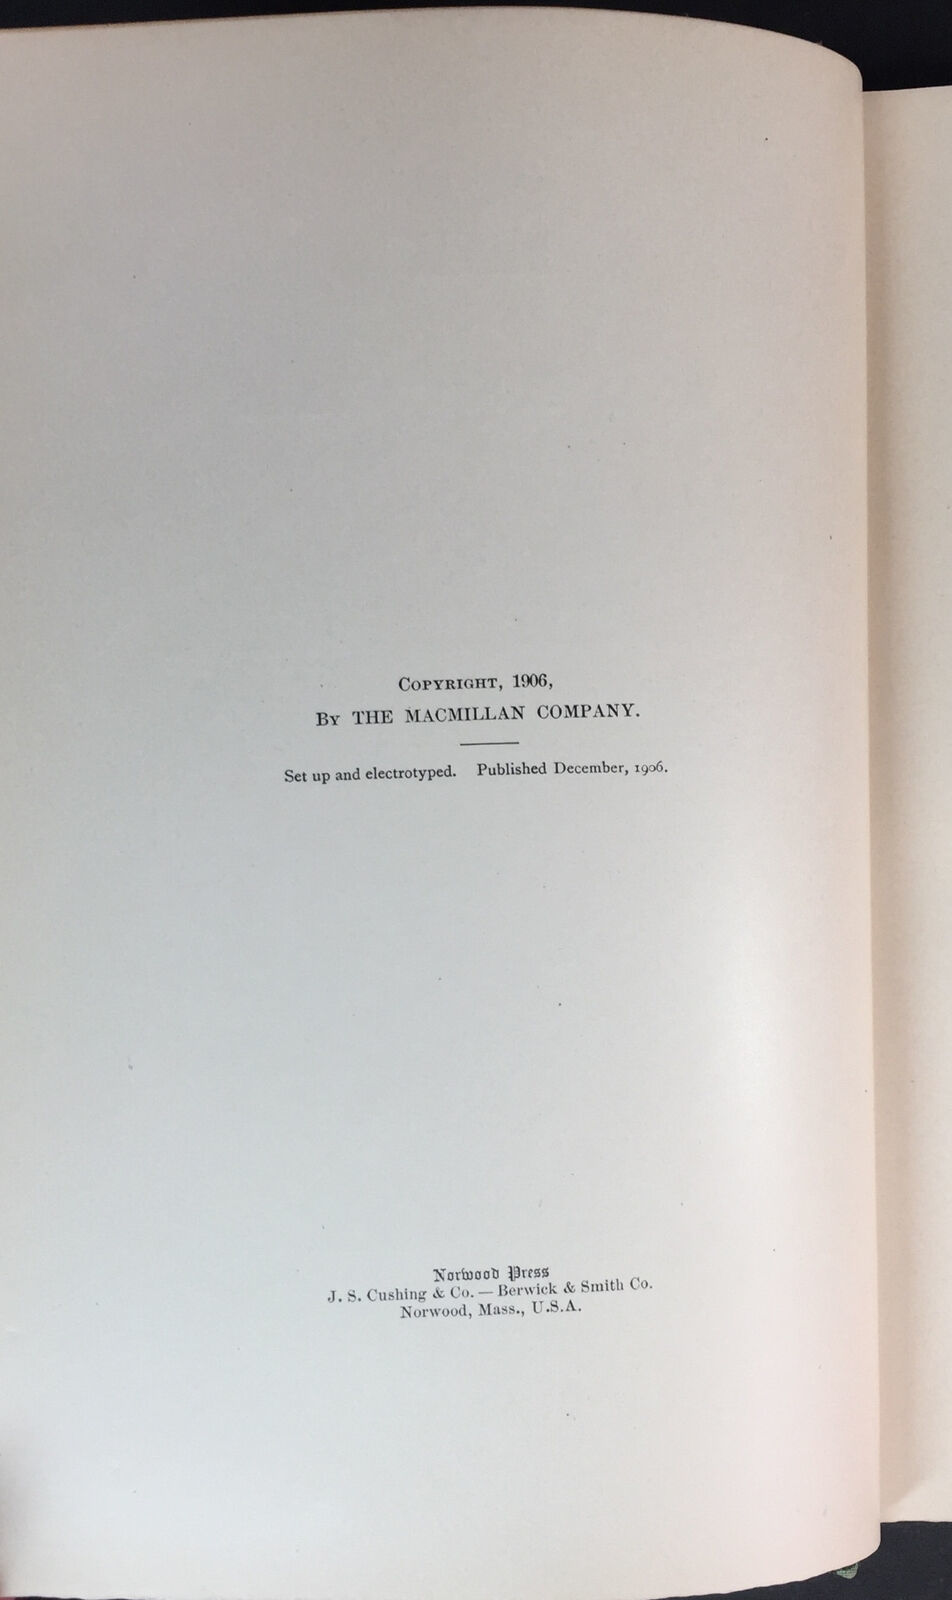 COPYRIGHT, 1906,
BY THE MACMILLAN COMPANY.
Set up and electrotyped. Published December, 1906.
Norwood Press
J. S. Cushing & Co. — Berwick & Smith Co.
Norwood, Mass., U.S.A.